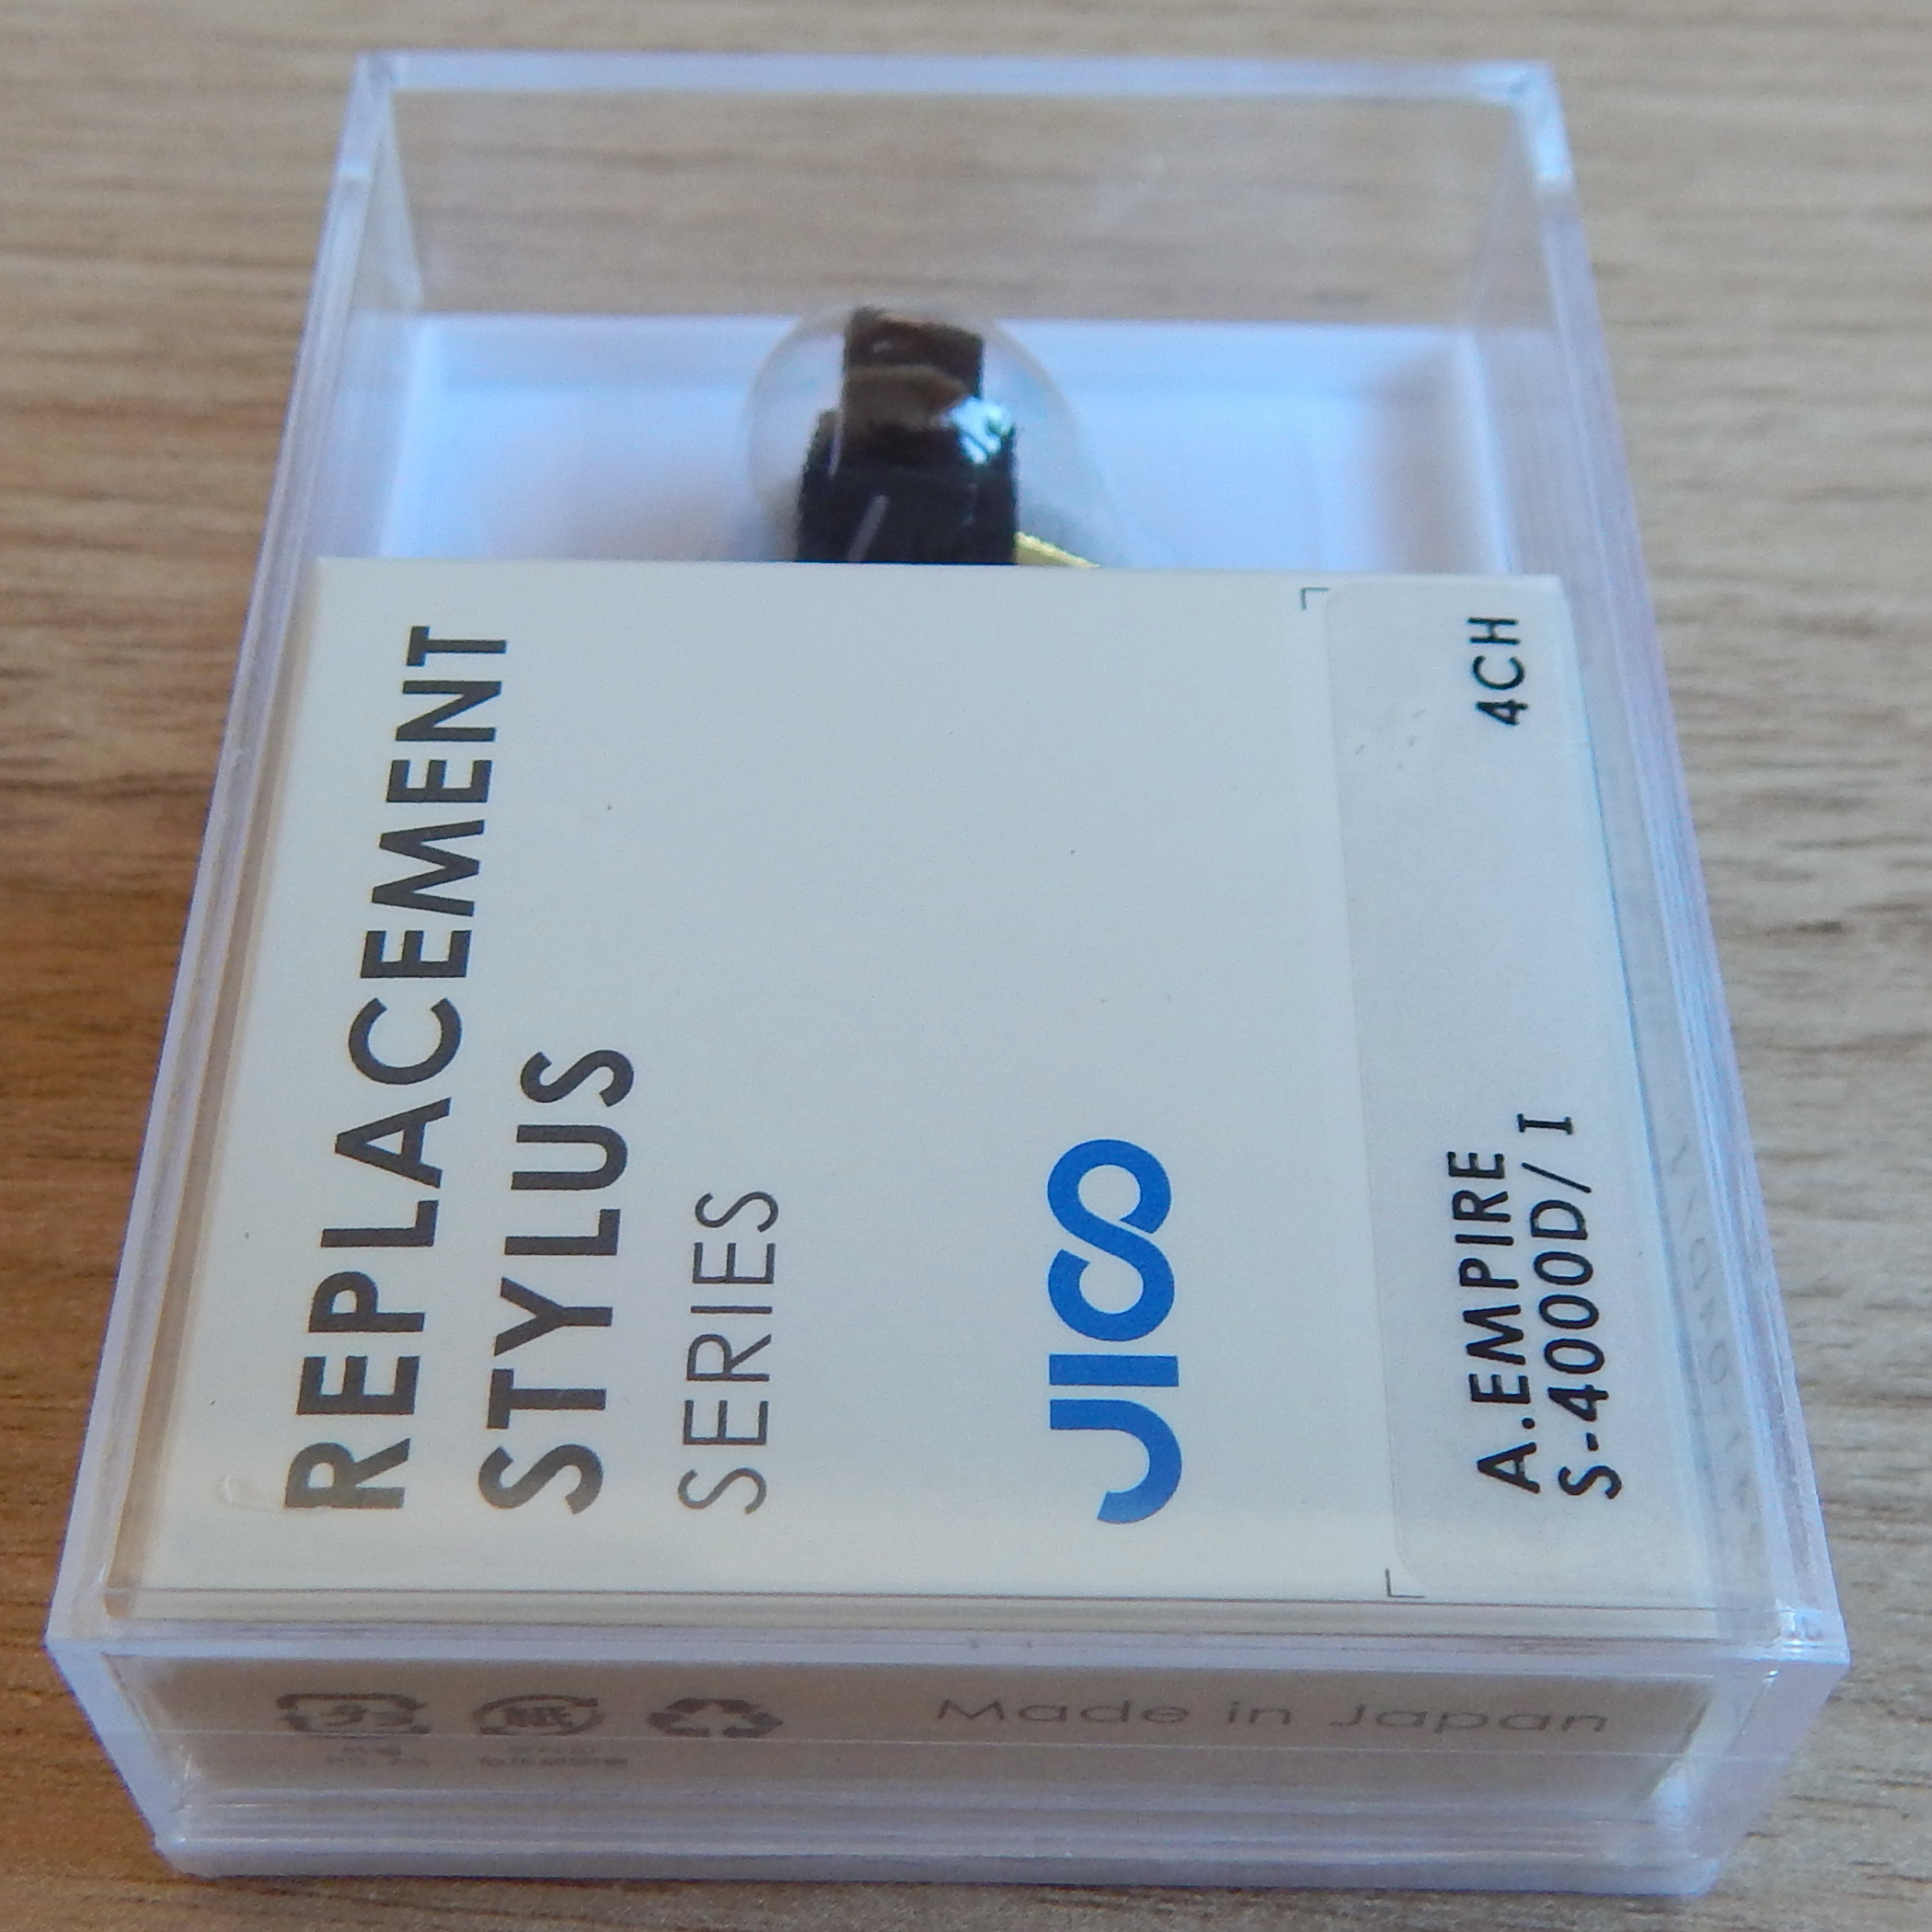 REPLACEMENT
STYLUS
SERIES
JICO
4CH
A.EMPIRE
S-4000D/I
Made in Japan